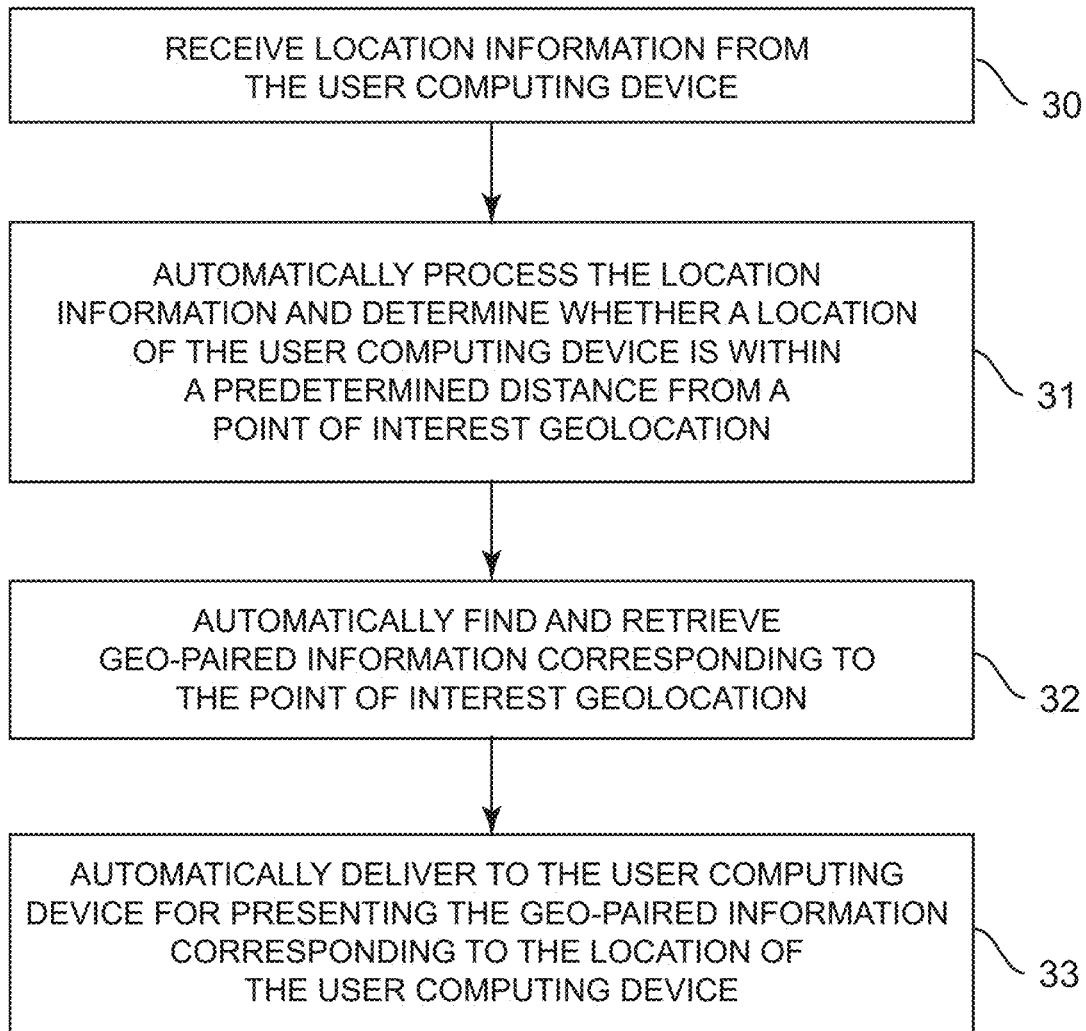 RECEIVE LOCATION INFORMATION FROM
THE USER COMPUTING DEVICE
30
AUTOMATICALLY PROCESS THE LOCATION
INFORMATION AND DETERMINE WHETHER A LOCATION
OF THE USER COMPUTING DEVICE IS WITHIN
A PREDETERMINED DISTANCE FROM A
POINT OF INTEREST GEOLOCATION
31
AUTOMATICALLY FIND AND RETRIEVE
GEO-PAIRED INFORMATION CORRESPONDING TO
THE POINT OF INTEREST GEOLOCATION
32
AUTOMATICALLY DELIVER TO THE USER COMPUTING
DEVICE FOR PRESENTING THE GEO-PAIRED INFORMATION
CORRESPONDING TO THE LOCATION OF
THE USER COMPUTING DEVICE
33